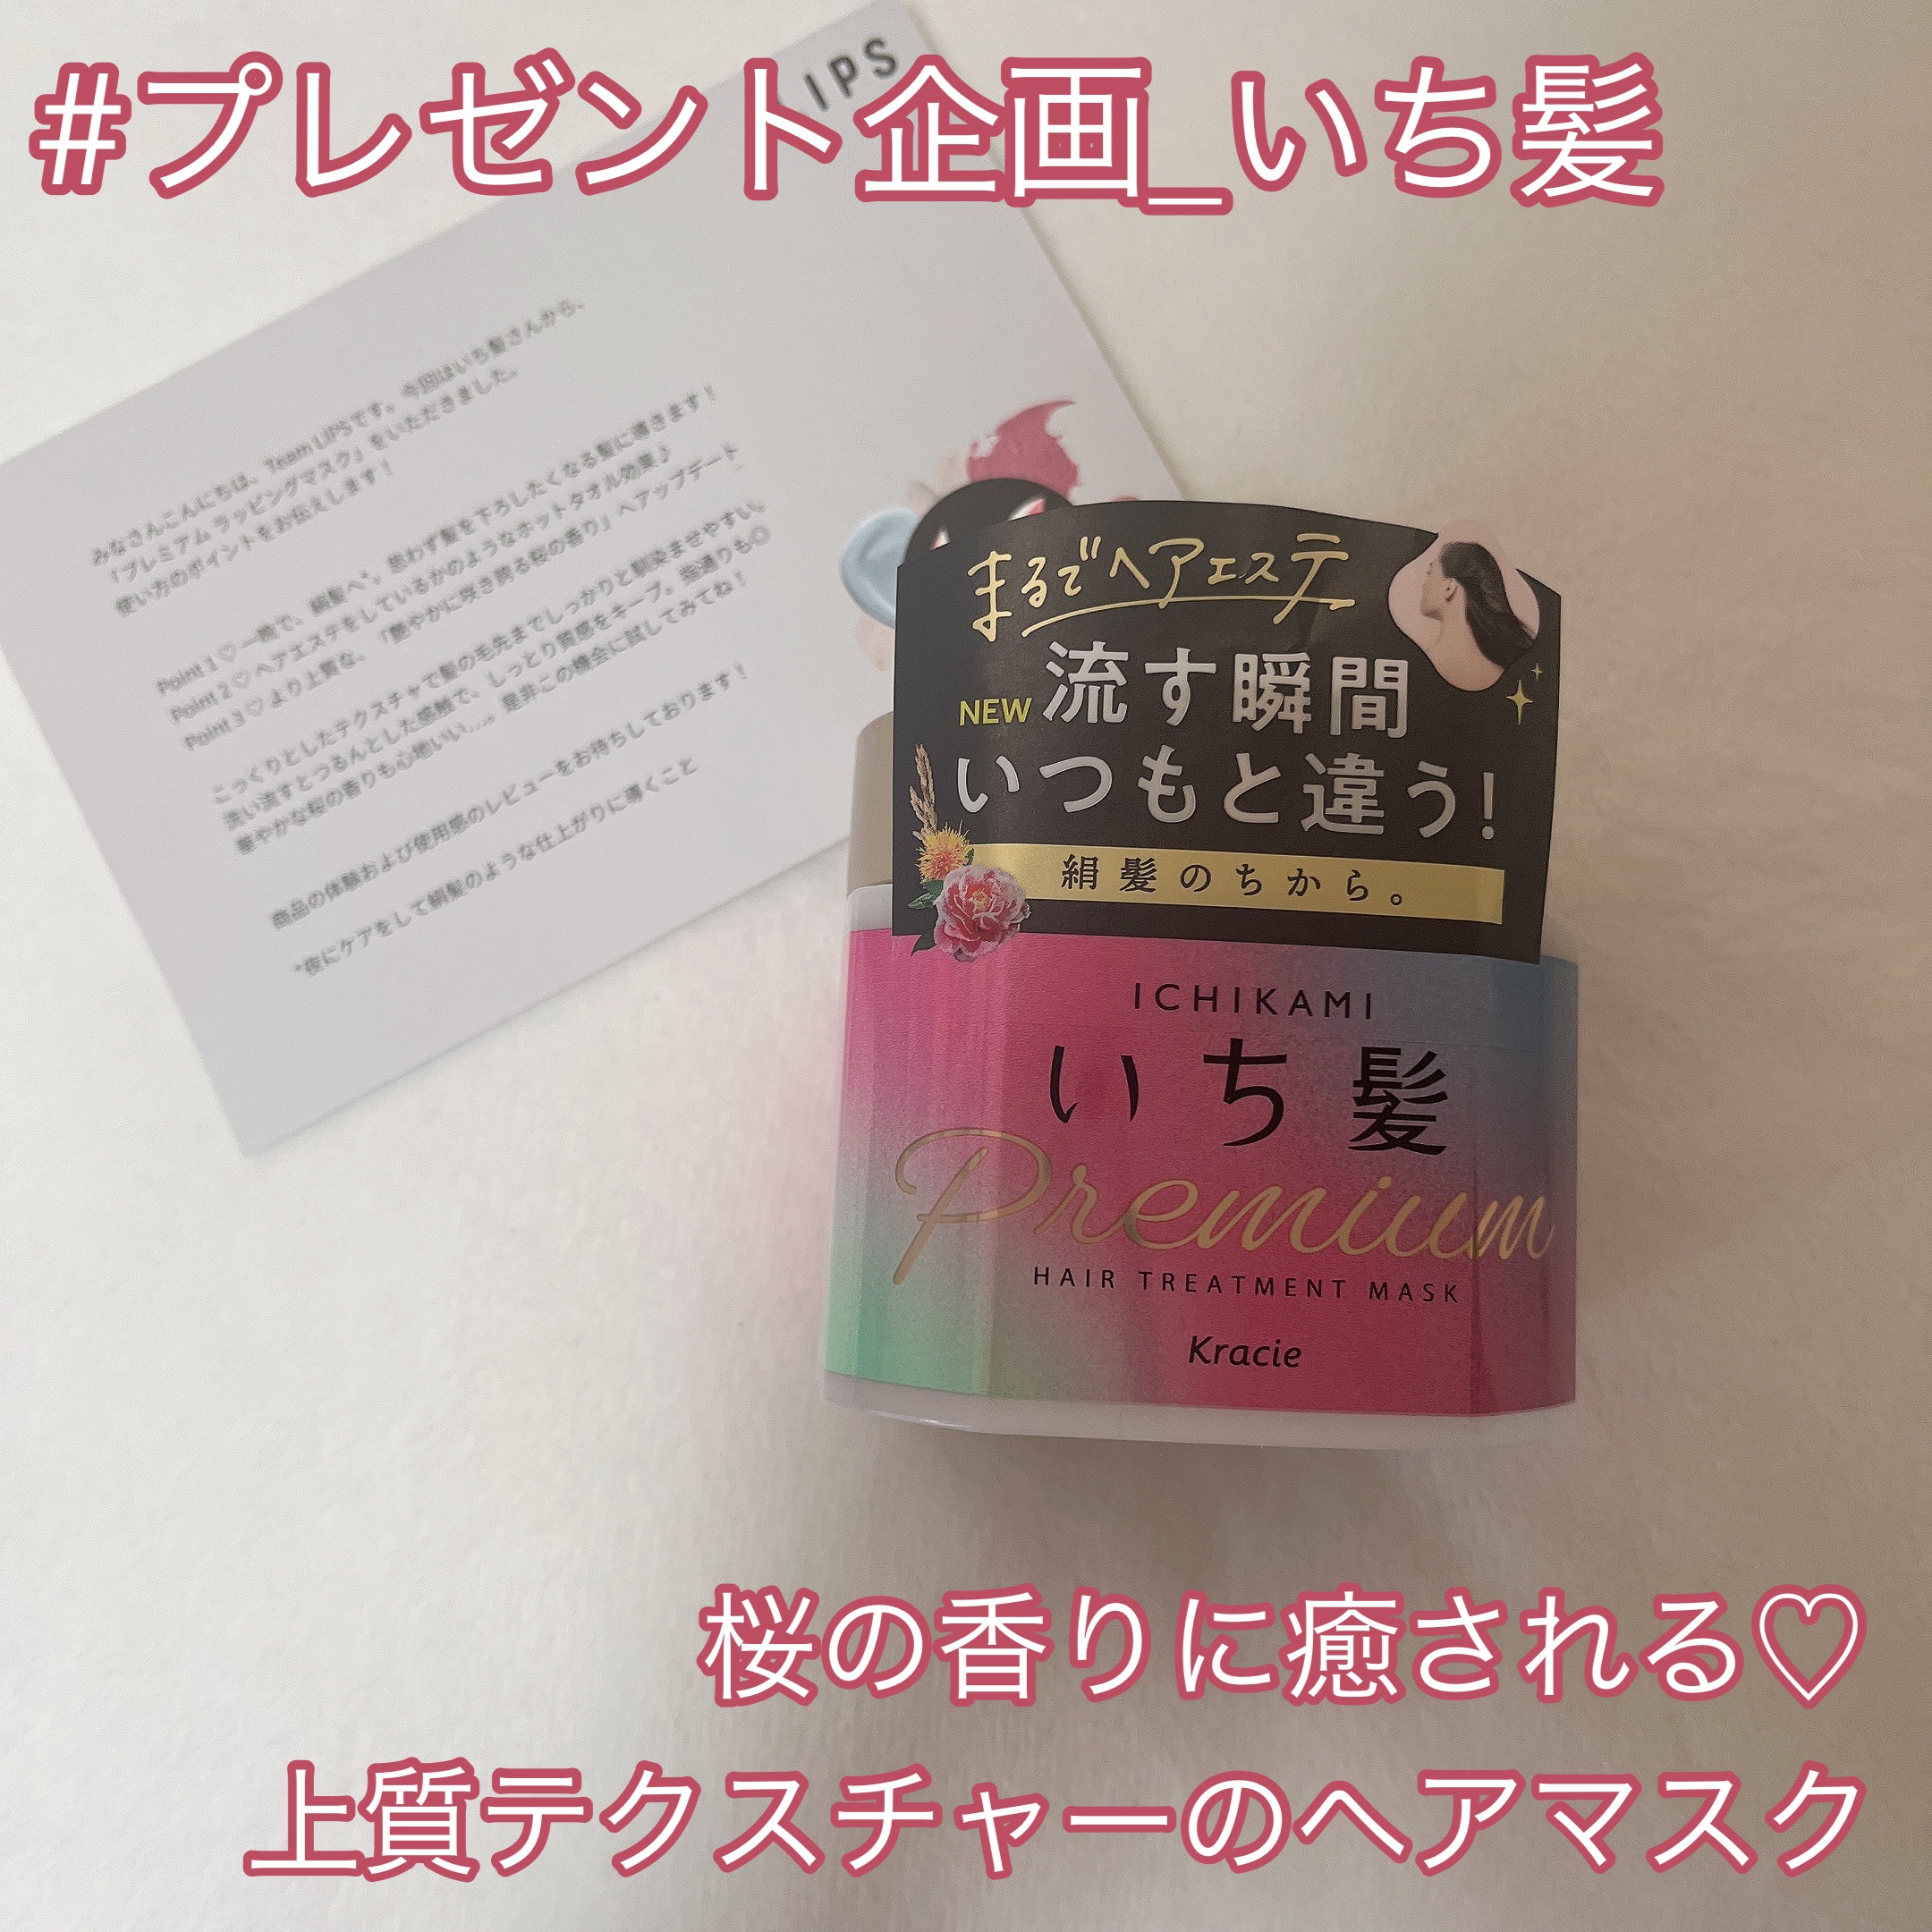 #プレゼント企画_いち髪
LIPS
みなさんこんにちは、Team LIPSです。今回はいち髪さんから、
「プレミアム ラッピングマスク」をいただきました。
使い方のポイントをお伝えします！
Point 1♡一晩で、絹髪へ*。思わず髪を下ろしたくなる髪に導きます！
Point 2♡ヘアエステをしているかのようなホットタオル効果♪
Point 3♡より上質な、「艶やかに咲き誇る桜の香り」へアップデート
こっくりとしたテクスチャで髪の毛先までしっかりと馴染ませやすい。
洗い流すとつるんとした感触で、しっとり質感をキープ。指通りも◎
華やかな桜の香りも心地いい...。是非この機会に試してみてね！
商品の体験および使用感のレビューをお待ちしております！
*夜にケアをして絹髪のような仕上がりに導くこと
まるでヘアエステ
NEW 流す瞬間
いつもと違う!
絹髪のちから。
ICHIKAMI
いち髪
Premium
HAIR TREATMENT MASK
Kracie
桜の香りに癒される♡
上質テクスチャーのヘアマスク